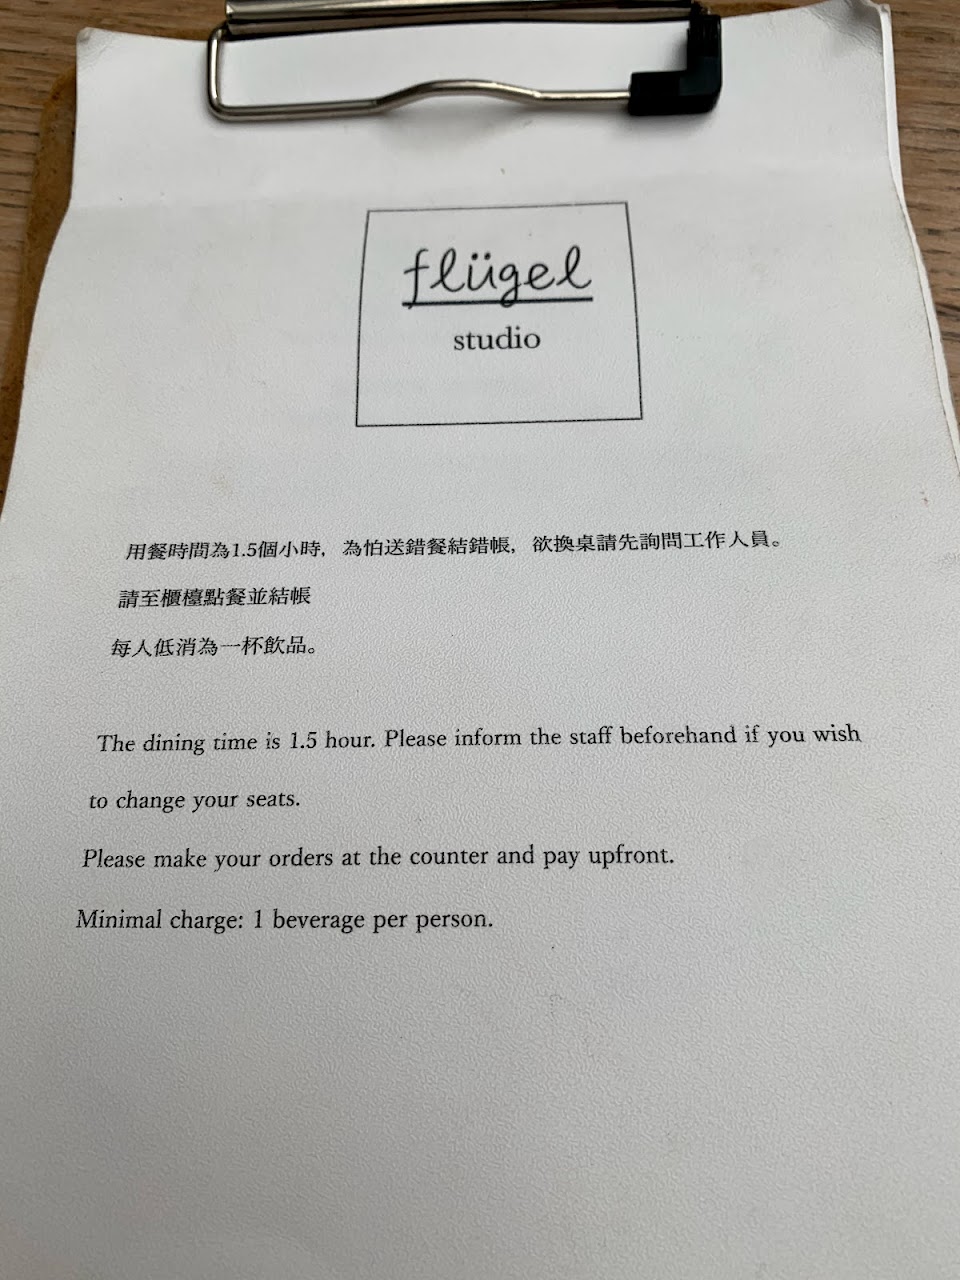 flügel
studio
用餐時間為1.5個小時，為怕送錯餐結錯帳，欲換桌請先詢問工作人員。
請至櫃檯點餐並結帳
每人低消為一杯飲品。
The dining time is 1.5 hour. Please inform the staff beforehand if you wish
to change your seats.
Please make your orders at the counter and pay upfront.
Minimal charge: 1 beverage per person.